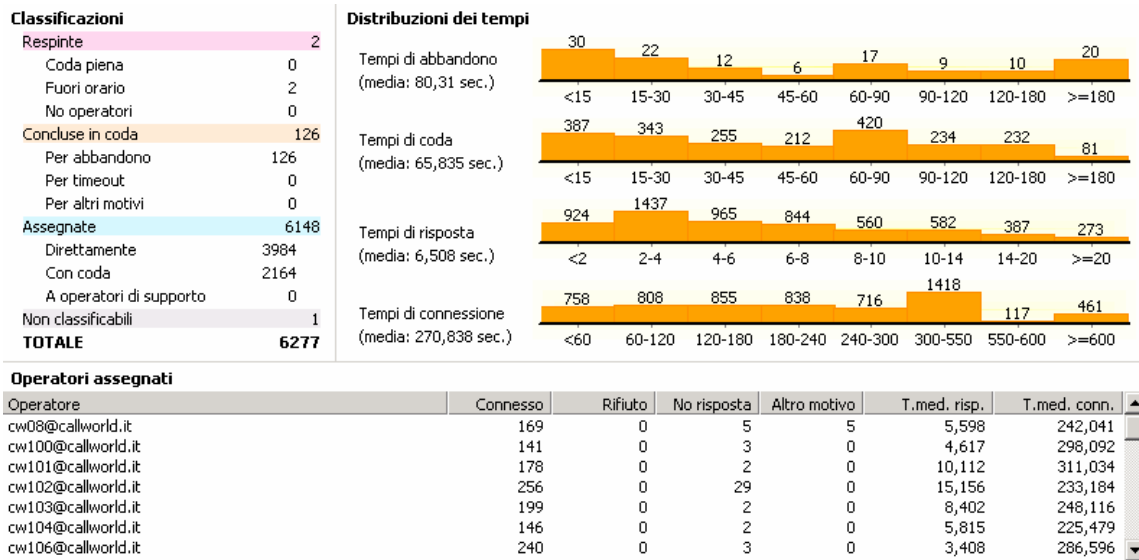 Classificazioni
Respinte 2
Coda piena 0
Fuori orario 2
No operatori 0
Concluse in coda 126
Per abbandono 126
Per timeout 0
Per altri motivi 0
Assegnate 6148
Direttamente 3984
Con coda 2164
A operatori di supporto 0
Non classificabili 1
TOTALE 6277
Distribuzioni dei tempi
Tempi di abbandono
(media: 80,31 sec.)
30 22 12 6 17 9 10 20
<15 15-30 30-45 45-60 60-90 90-120 120-180 >=180
Tempi di coda
(media: 65,835 sec.)
387 343 255 212 420 234 232 81
<15 15-30 30-45 45-60 60-90 90-120 120-180 >=180
Tempi di risposta
(media: 6,508 sec.)
924 1437 965 844 560 582 387 273
<2 2-4 4-6 6-8 8-10 10-14 14-20 >=20
Tempi di connessione
(media: 270,838 sec.)
758 808 855 838 716 1418 117 461
<60 60-120 120-180 180-240 240-300 300-550 550-600 >=600
Operatori assegnati
Operatore Connesso Rifiuto No risposta Altro motivo T.med. risp. T.med. conn.
cw08@callworld.it 169 0 5 5 5,598 242,041
cw100@callworld.it 141 0 3 0 4,617 298,092
cw101@callworld.it 178 0 2 0 10,112 311,034
cw102@callworld.it 256 0 29 0 15,156 233,184
cw103@callworld.it 199 0 2 0 8,402 248,116
cw104@callworld.it 146 0 2 0 5,815 225,479
cw106@callworld.it 240 0 3 0 3,408 286,596